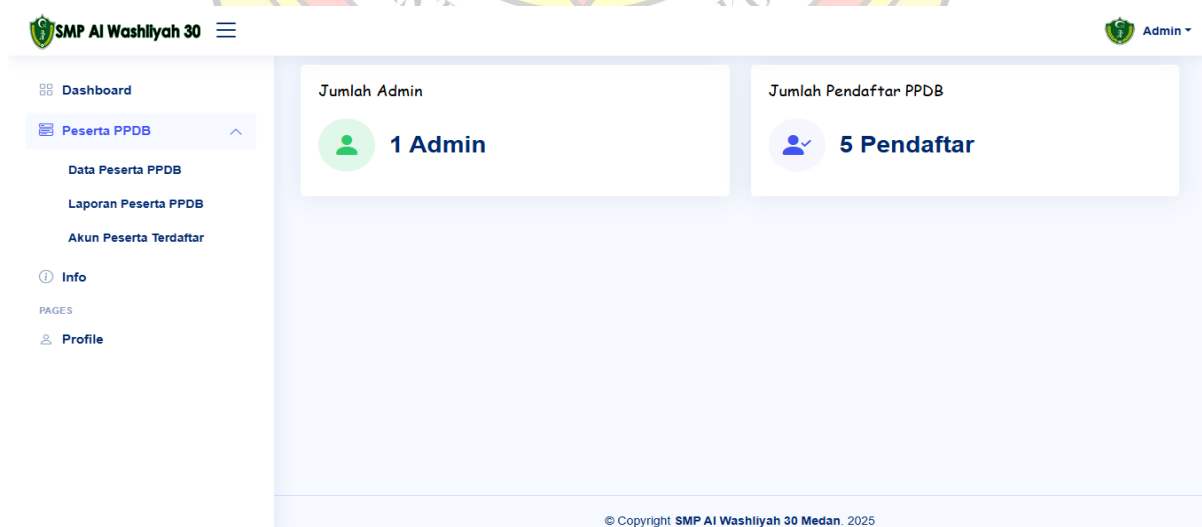 SMP Al Washliyah 30
Admin
Dashboard
Peserta PPDB
Data Peserta PPDB
Laporan Peserta PPDB
Akun Peserta Terdaftar
Info
PAGES
Profile
Jumlah Admin
1 Admin
Jumlah Pendaftar PPDB
5 Pendaftar
© Copyright SMP Al Washliyah 30 Medan. 2025